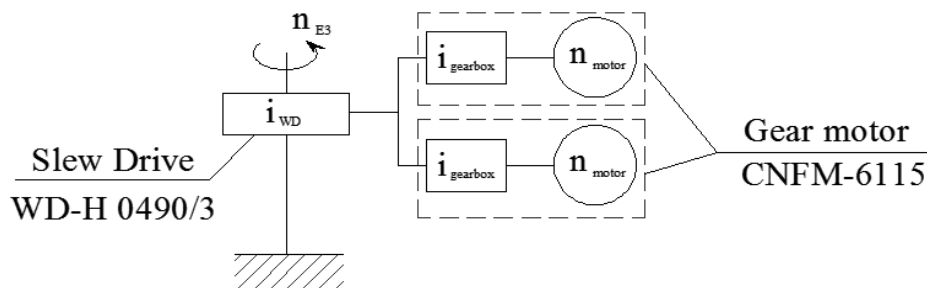 n E3
i gearbox
n motor
i WD
Slew Drive
WD-H 0490/3
i gearbox
n motor
Gear motor
CNFM-6115